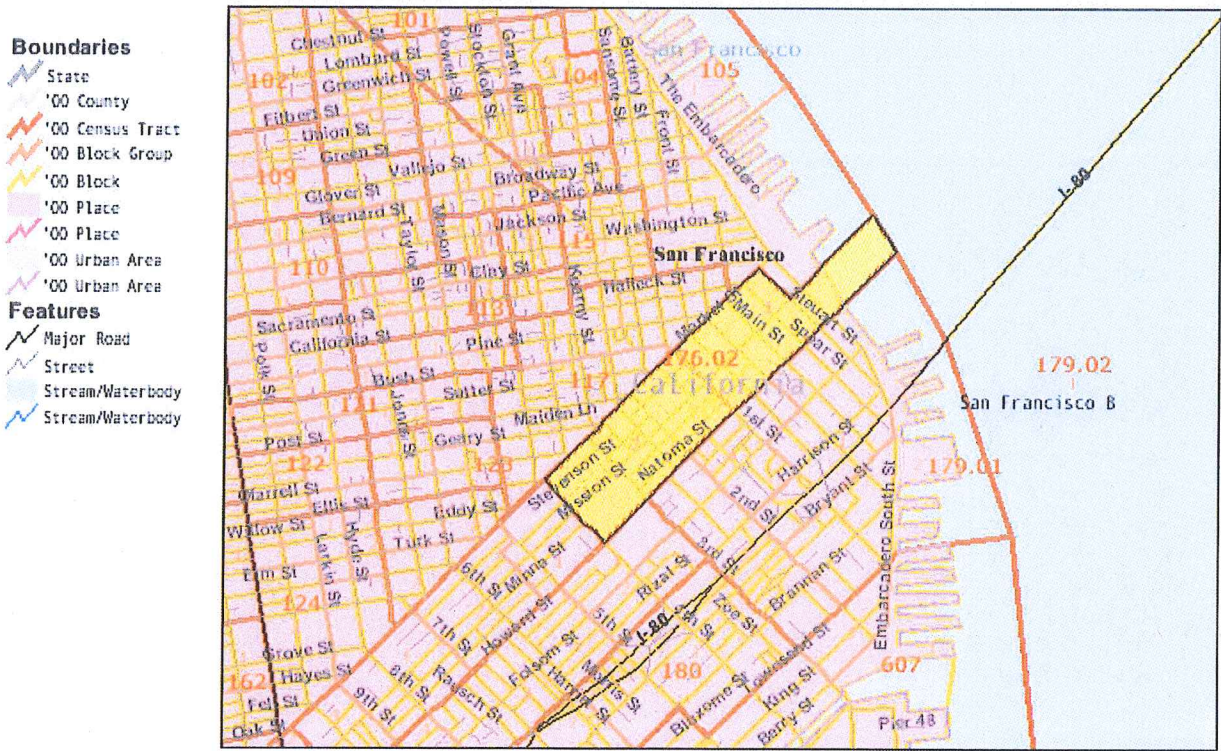 Boundaries
State
'00 County
'00 Census Tract
'00 Block Group
'00 Block
'00 Place
'00 Place
'00 Urban Area
'00 Urban Area
Features
Major Road
Street
Stream/Waterbody
Stream/Waterbody
101
Chestnut St
Lombard St
Greenwich St
102
Powell St
Stockton St
Grant Ave
104
Sansome St
Battery St
San Francisco
105
The Embarcadero
Front St
Filbert St
Union St
Green St
Vallejo St
Broadway St
Pacific Ave
109
Glover St
Bernard St
Jackson St
Washington St
I-80
Taylor St
Mason St
115
San Francisco
110
Clay St
Kearny St
Halleck St
Sacramento St
California St
113
Pine St
Main St
Steuart St
Spear St
Polk St
Bush St
Sutter St
117
176.02
California
179.02
San Francisco B
121
Jones St
Maiden Ln
Post St
Geary St
1st St
Harrison St
122
123
Stevenson St
Mission St
Natoma St
179.01
Bryant St
2nd St
Embarcadero South St
Ellis St
Eddy St
Willow St
Turk St
Hyde St
Larkin St
Elm St
124
6th St
Minna St
3rd St
Rizal St
Brannan St
Zoe St
5th St
I-80
7th St
Howard St
Folsom St
Grove St
Hayes St
162
Fell St
Oak St
8th St
9th St
Rausch St
Morris St
180
Townsend St
607
Bluxome St
King St
Berry St
Pier 48